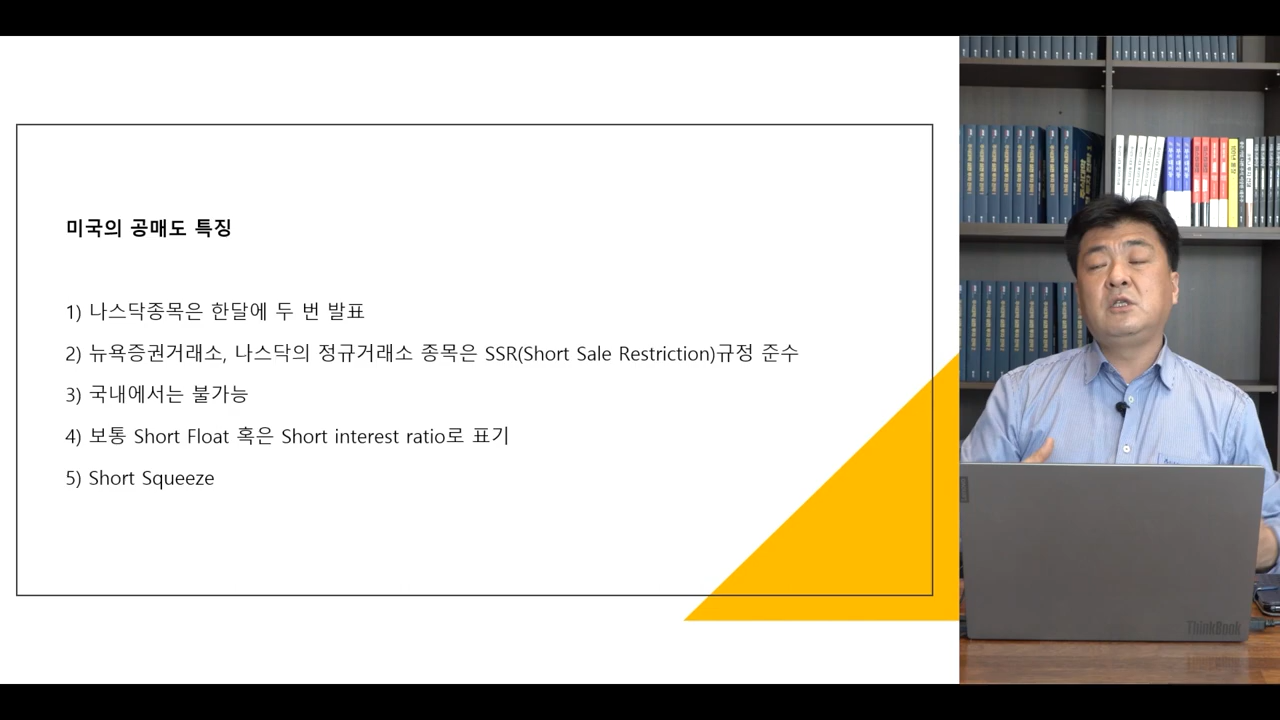 미국의 공매도 특징
1) 나스닥종목은 한달에 두 번 발표
2) 뉴욕증권거래소, 나스닥의 정규거래소 종목은 SSR(Short Sale Restriction)규정 준수
3) 국내에서는 불가능
4) 보통 Short Float 혹은 Short interest ratio로 표기
5) Short Squeeze
ThinkBook